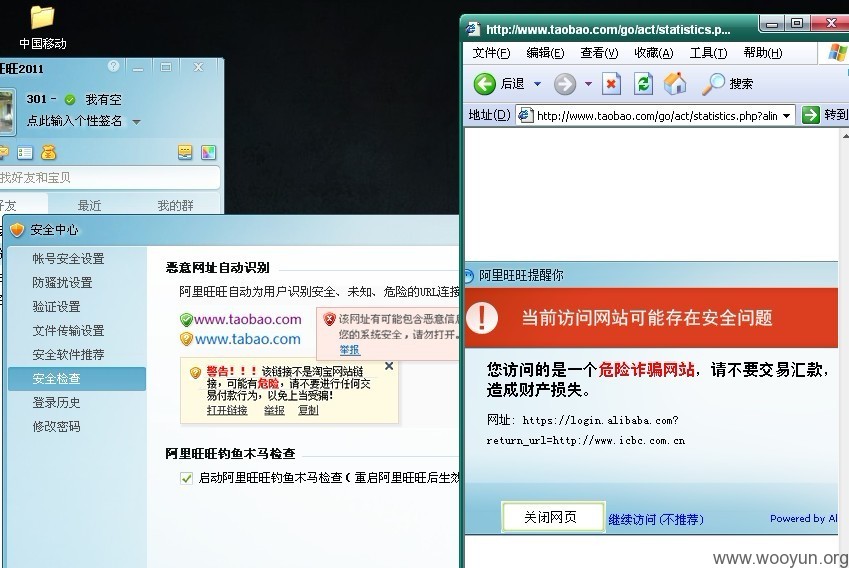 中国移动
旺旺2011
301 - 我有空
点此输入个性签名
找好友和宝贝
好友 最近 我的群
安全中心
帐号安全设置
防骚扰设置
验证设置
文件传输设置
安全软件推荐
安全检查
登录历史
修改密码
恶意网址自动识别
阿里旺旺自动为用户识别安全、未知、危险的URL连接
www.taobao.com
www.tabao.com
该网址有可能包含恶意信息
您的系统安全，请勿打开。
举报
警告！！！该链接不是淘宝网站链
接，可能有危险，请不要进行任何交
易付款行为，以免上当受骗！
打开链接 举报 复制
阿里旺旺钓鱼木马检查
启动阿里旺旺钓鱼木马检查（重启阿里旺旺后生效
http://www.taobao.com/go/act/statistics.p...
文件(F) 编辑(E) 查看(V) 收藏(A) 工具(T) 帮助(H)
后退 搜索
地址(D) http://www.taobao.com/go/act/statistics.php?alin 转到
阿里旺旺提醒你
当前访问网站可能存在安全问题
您访问的是一个危险诈骗网站，请不要交易汇款，
造成财产损失。
网址: https://login.alibaba.com?
return_url=http://www.icbc.com.cn
关闭网页 继续访问(不推荐)
Powered by Al
www.wooyun.org